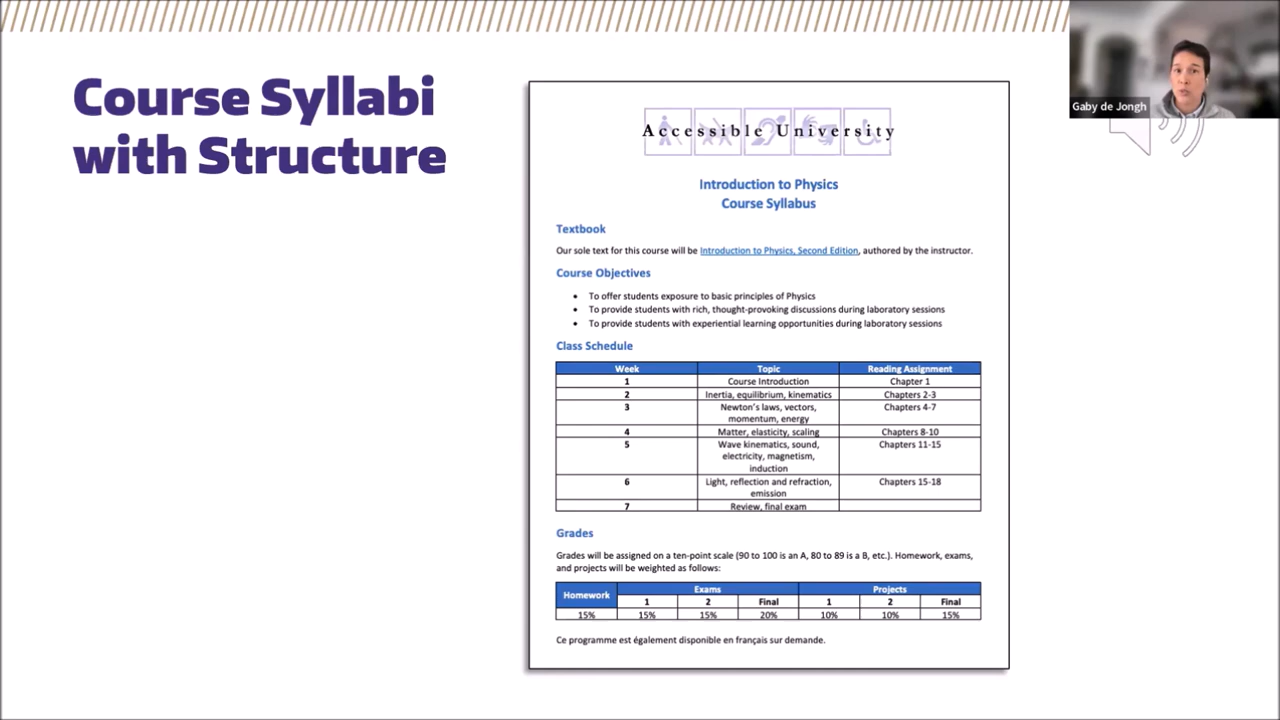 Course Syllabi
with Structure
Gaby de Jongh
Accessible University
Introduction to Physics
Course Syllabus
Textbook
Our sole text for this course will be Introduction to Physics, Second Edition, authored by the instructor.
Course Objectives
• To offer students exposure to basic principles of Physics
• To provide students with rich, thought-provoking discussions during laboratory sessions
• To provide students with experiential learning opportunities during laboratory sessions
Class Schedule
Week Topic Reading Assignment
1 Course Introduction Chapter 1
2 Inertia, equilibrium, kinematics Chapters 2-3
3 Newton's laws, vectors, Chapters 4-7
momentum, energy
4 Matter, elasticity, scaling Chapters 8-10
5 Wave kinematics, sound, Chapters 11-15
electricity, magnetism,
induction
6 Light, reflection and refraction, Chapters 15-18
emission
7 Review, final exam
Grades
Grades will be assigned on a ten-point scale (90 to 100 is an A, 80 to 89 is a B, etc.). Homework, exams,
and projects will be weighted as follows:
Homework Exams Projects
1 2 Final 1 2 Final
15% 15% 15% 20% 10% 10% 15%
Ce programme est également disponible en français sur demande.